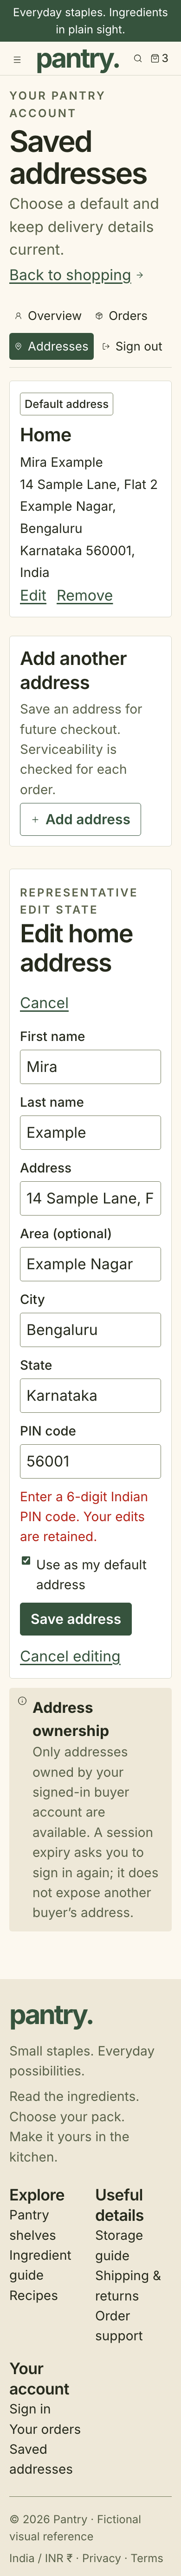 Everyday staples. Ingredients
in plain sight.
pantry.
3
YOUR PANTRY
ACCOUNT
Saved
addresses
Choose a default and
keep delivery details
current.
Back to shopping →
Overview
Orders
Addresses
Sign out
Default address
Home
Mira Example
14 Sample Lane, Flat 2
Example Nagar,
Bengaluru
Karnataka 560001,
India
Edit Remove
Add another
address
Save an address for
future checkout.
Serviceability is
checked for each
order.
+ Add address
REPRESENTATIVE
EDIT STATE
Edit home
address
Cancel
First name
Mira
Last name
Example
Address
14 Sample Lane, F
Area (optional)
Example Nagar
City
Bengaluru
State
Karnataka
PIN code
56001
Enter a 6-digit Indian
PIN code. Your edits
are retained.
Use as my default
address
Save address
Cancel editing
Address
ownership
Only addresses
owned by your
signed-in buyer
account are
available. A session
expiry asks you to
sign in again; it does
not expose another
buyer's address.
pantry.
Small staples. Everyday
possibilities.
Read the ingredients.
Choose your pack.
Make it yours in the
kitchen.
Explore
Pantry
shelves
Ingredient
guide
Recipes
Useful
details
Storage
guide
Shipping &
returns
Order
support
Your
account
Sign in
Your orders
Saved
addresses
© 2026 Pantry · Fictional
visual reference
India / INR ₹ · Privacy · Terms